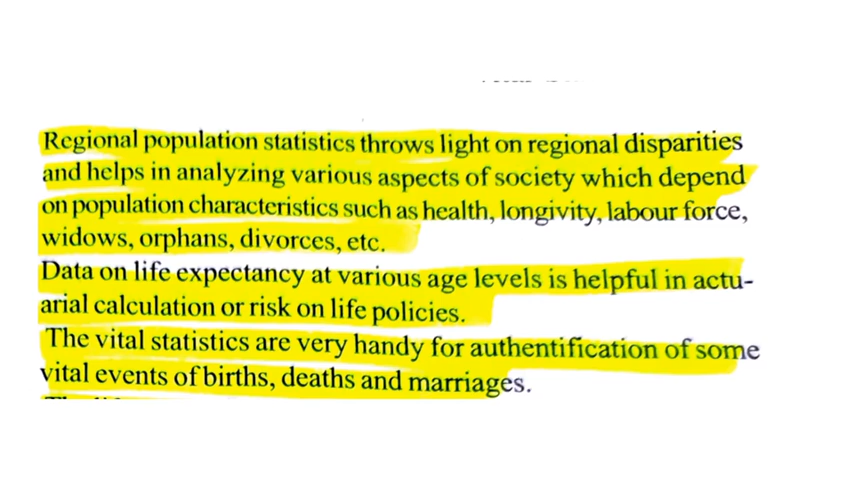 Regional population statistics throws light on regional disparities
and helps in analyzing various aspects of society which depend
on population characteristics such as health, longivity, labour force,
widows, orphans, divorces, etc.
Data on life expectancy at various age levels is helpful in actu-
arial calculation or risk on life policies.
The vital statistics are very handy for authentification of some
vital events of births, deaths and marriages.